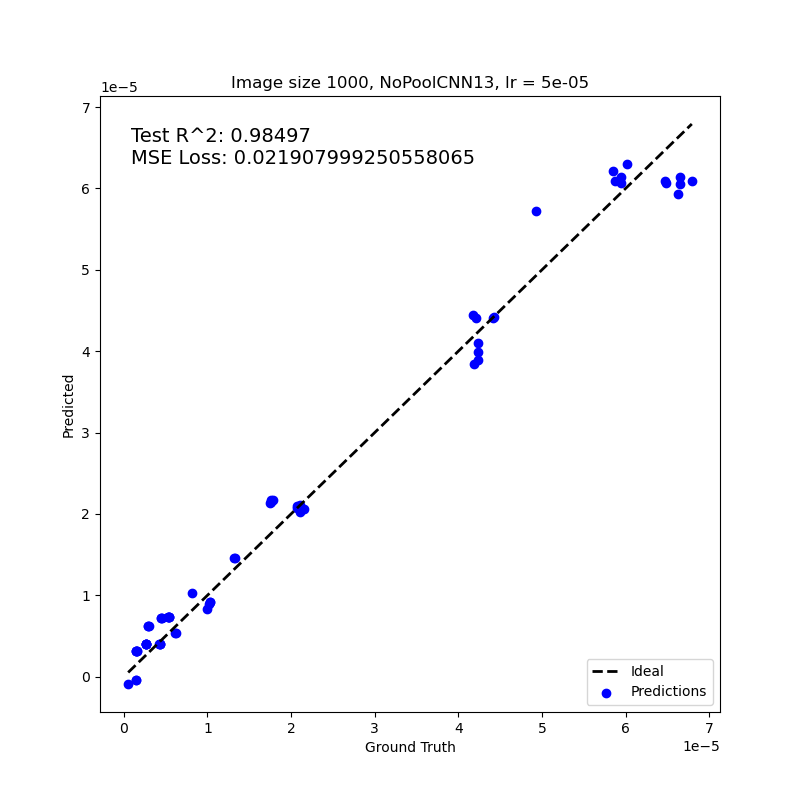 Image size 1000, NoPoolCNN13, lr = 5e-05
1e−5
Test R^2: 0.98497
MSE Loss: 0.021907999250558065
7
6
5
4
3
2
1
0
Predicted
Ideal
Predictions
0 1 2 3 4 5 6 7
Ground Truth
1e−5